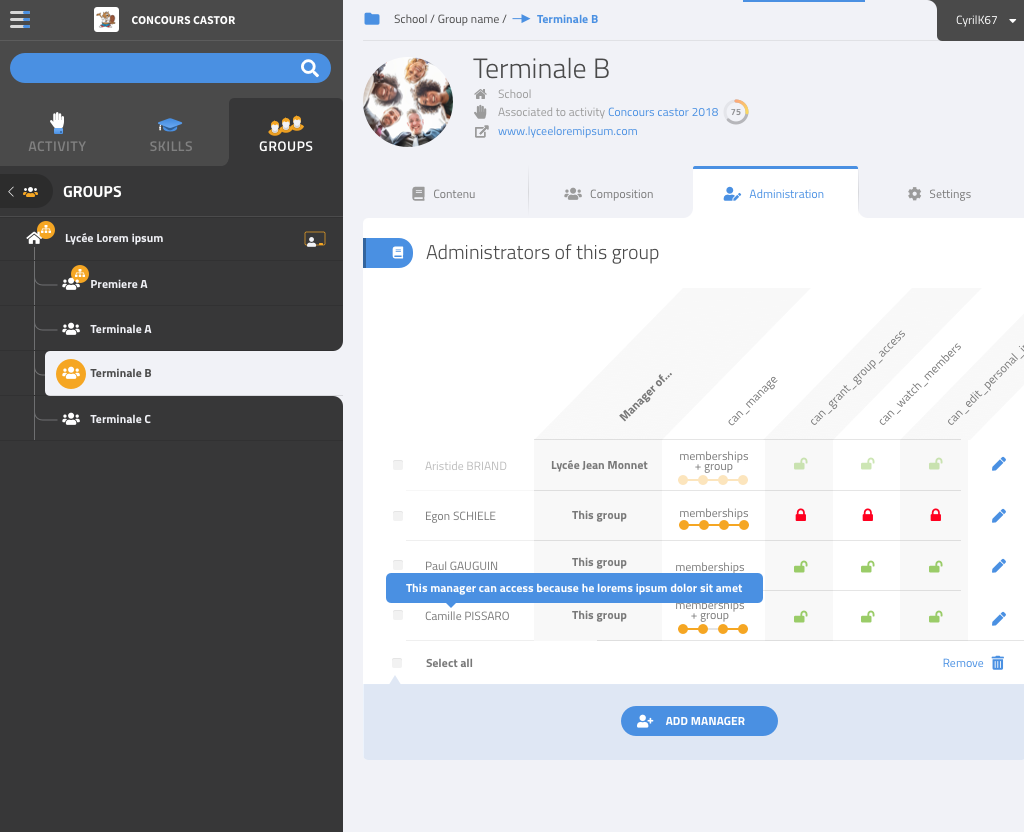 CONCOURS CASTOR
ACTIVITY
SKILLS
GROUPS
GROUPS
Lycée Lorem ipsum
Premiere A
Terminale A
Terminale B
Terminale C
School / Group name / Terminale B
CyrilK67
Terminale B
School
Associated to activity Concours castor 2018 75
www.lyceeloremipsum.com
Contenu
Composition
Administration
Settings
Administrators of this group
Manager of...
can_manage
can_grant_group_access
can_watch_members
can_edit_personal_
Aristide BRIAND
Lycée Jean Monnet
memberships
+ group
Egon SCHIELE
This group
memberships
Paul GAUGUIN
This group
memberships
This manager can access because he lorems ipsum dolor sit amet
Camille PISSARO
This group
memberships
+ group
Select all
Remove
ADD MANAGER